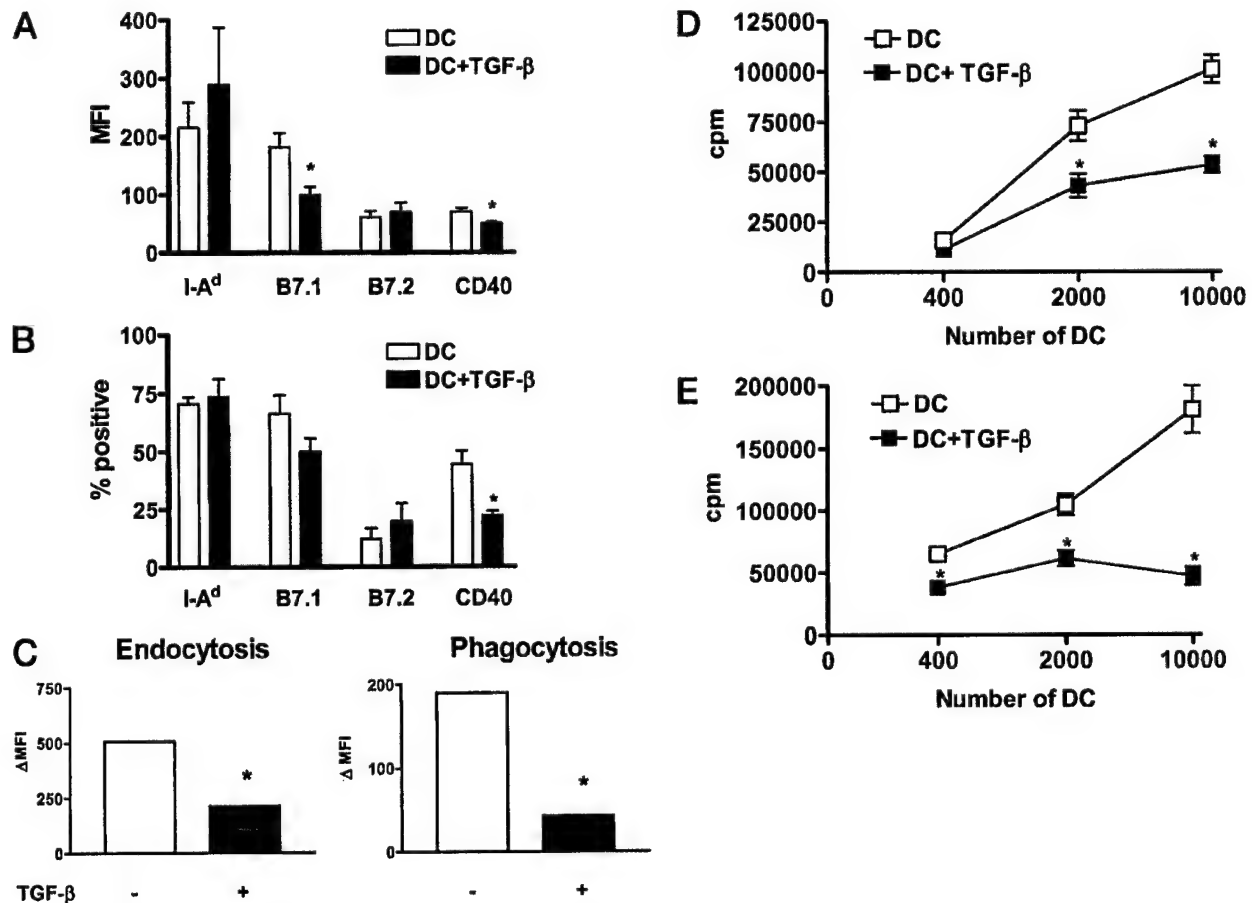 A
MFI
400
300
200
100
0
DC
DC+TGF-β
*
*
I-Aᵈ B7.1 B7.2 CD40
B
% positive
100
75
50
25
0
DC
DC+TGF-β
*
I-Aᵈ B7.1 B7.2 CD40
C
Endocytosis
ΔMFI
750
500
250
0
*
TGF-β - +
Phagocytosis
Δ MFI
200
100
0
*
- +
D
cpm
125000
100000
75000
50000
25000
0
DC
DC+ TGF-β
*
*
0 400 2000 10000
Number of DC
E
cpm
200000
150000
100000
50000
0
DC
DC+TGF-β
*
*
*
0 400 2000 10000
Number of DC